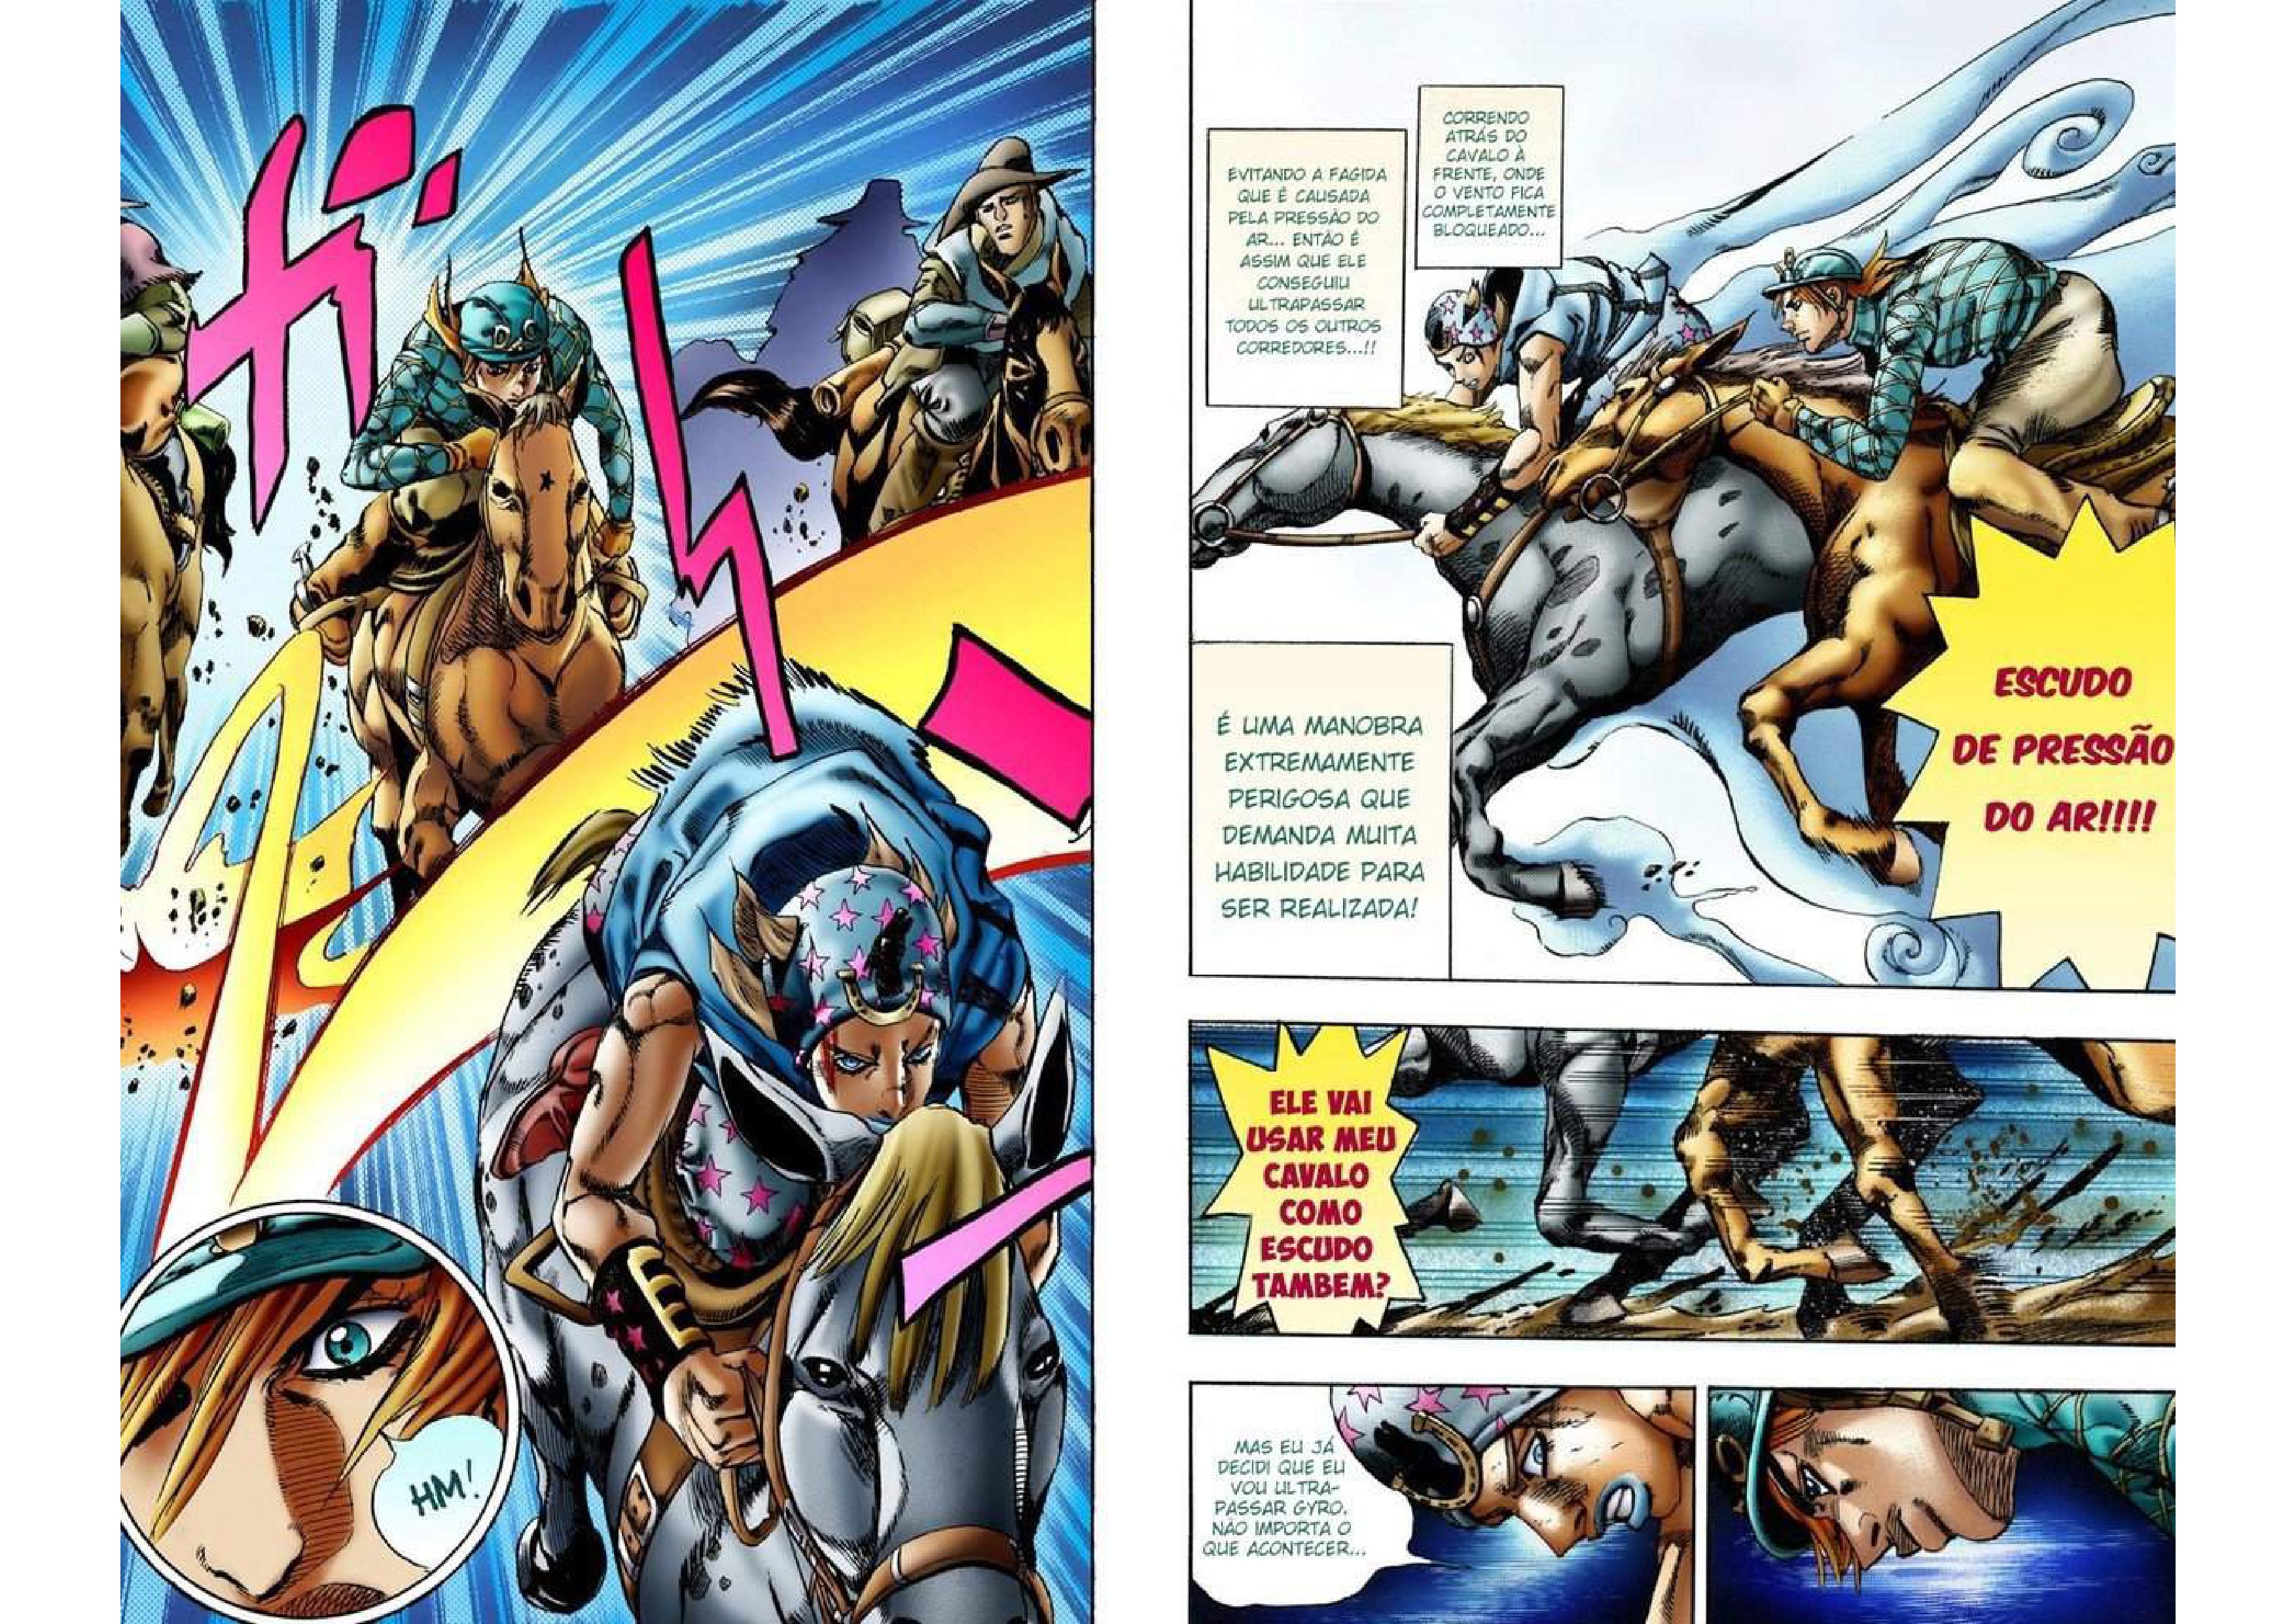 CORRENDO
ATRÁS DO
CAVALO À
FRENTE, ONDE
O VENTO FICA
COMPLETAMENTE
BLOQUEADO...
EVITANDO A FAGIDA
QUE É CAUSADA
PELA PRESSÃO DO
AR... ENTÃO É
ASSIM QUE ELE
CONSEGUIU
ULTRAPASSAR
TODOS OS OUTROS
CORREDORES...!!
ESCUDO
DE PRESSÃO
DO AR!!!!
É UMA MANOBRA
EXTREMAMENTE
PERIGOSA QUE
DEMANDA MUITA
HABILIDADE PARA
SER REALIZADA!
ELE VAI
USAR MEU
CAVALO
COMO
ESCUDO
TAMBEM?
MAS EU JÁ
DECIDI QUE EU
VOU ULTRA-
PASSAR GYRO.
NÃO IMPORTA O
QUE ACONTECER...
HM!